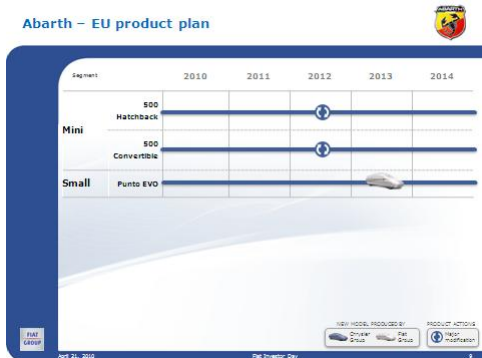 Abarth – EU product plan
ABARTH
Segment 2010 2011 2012 2013 2014
500
Hatchback
Mini
500
Convertible
Small Punto EVO
NEW MODEL PRODUCED BY PRODUCT ACTIONS
Chrysler Group Fiat Group Major modification
FIAT
GROUP
April 21, 2010 Fiat Investor Day 9